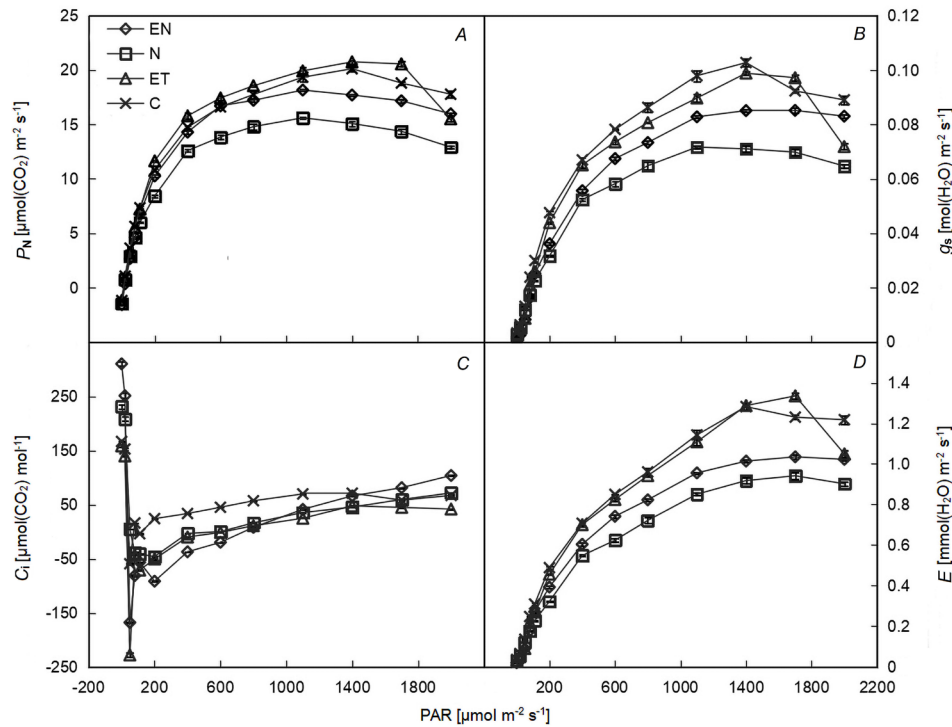 25
20
15
10
5
0
P_N [µmol(CO₂) m⁻² s⁻¹]
EN
N
ET
C
A
B
0.12
0.10
0.08
0.06
0.04
0.02
0
g_s [mol(H₂O) m⁻² s⁻¹]
C
250
150
50
-50
-150
-250
C_i [µmol(CO₂) mol⁻¹]
D
1.4
1.2
1.0
0.8
0.6
0.4
0.2
0
E [mmol(H₂O) m⁻² s⁻¹]
-200 200 600 1000 1400 1800 200 600 1000 1400 1800 2200
PAR [µmol m⁻² s⁻¹]